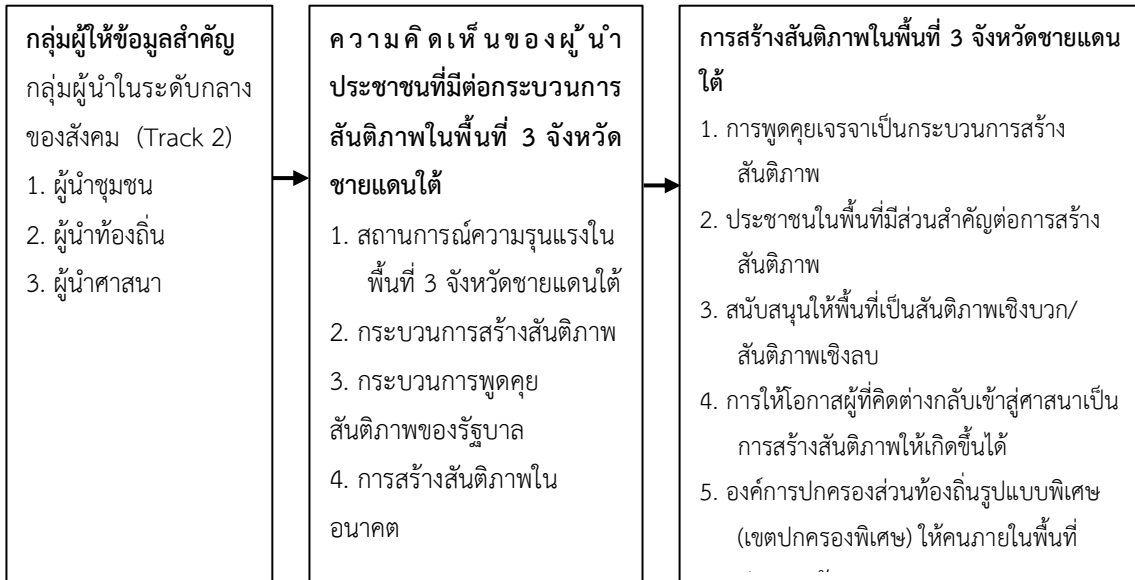 กลุ่มผู้ให้ข้อมูลสำคัญ
กลุ่มผู้นำในระดับกลาง
ของสังคม (Track 2)
1. ผู้นำชุมชน
2. ผู้นำท้องถิ่น
3. ผู้นำศาสนา
ความคิดเห็นของผู้นำ
ประชาชนที่มีต่อกระบวนการ
สันติภาพในพื้นที่ 3 จังหวัด
ชายแดนใต้
1. สถานการณ์ความรุนแรงใน
พื้นที่ 3 จังหวัดชายแดนใต้
2. กระบวนการสร้างสันติภาพ
3. กระบวนการพูดคุย
สันติภาพของรัฐบาล
4. การสร้างสันติภาพใน
อนาคต
การสร้างสันติภาพในพื้นที่ 3 จังหวัดชายแดน
ใต้
1. การพูดคุยเจรจาเป็นกระบวนการสร้าง
สันติภาพ
2. ประชาชนในพื้นที่มีส่วนสำคัญต่อการสร้าง
สันติภาพ
3. สนับสนุนให้พื้นที่เป็นสันติภาพเชิงบวก/
สันติภาพเชิงลบ
4. การให้โอกาสผู้ที่คิดต่างกลับเข้าสู่ศาสนาเป็น
การสร้างสันติภาพให้เกิดขึ้นได้
5. องค์การปกครองส่วนท้องถิ่นรูปแบบพิเศษ
(เขตปกครองพิเศษ) ให้คนภายในพื้นที่